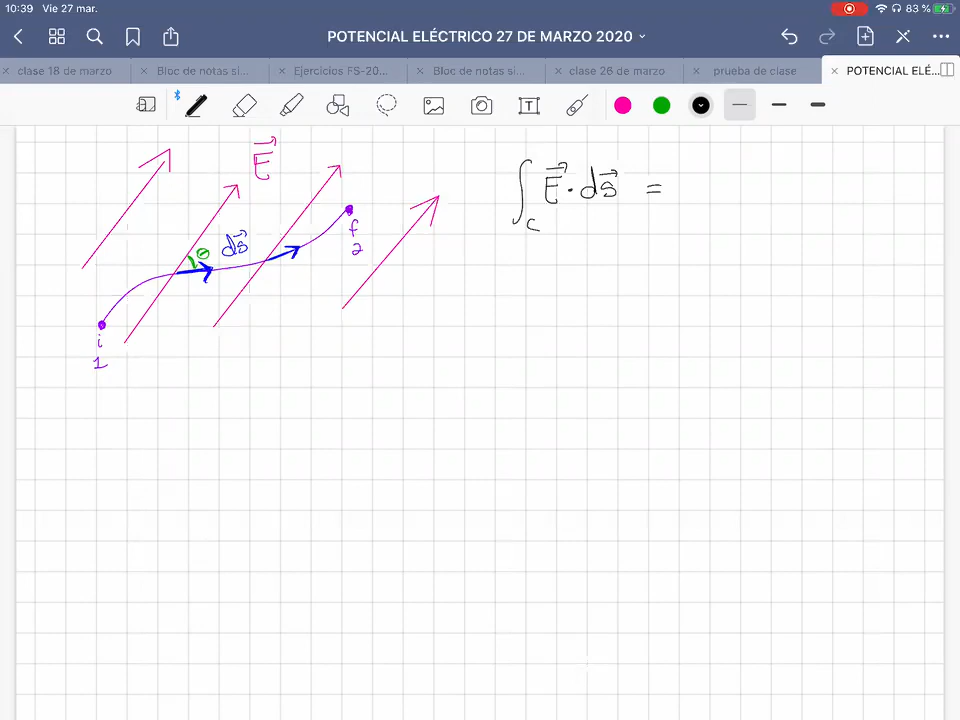 10:39 Vie 27 mar. 83 %
POTENCIAL ELÉCTRICO 27 DE MARZO 2020
clase 18 de marzo Bloc de notas si... Ejercicios FS-20... Bloc de notas si... clase 26 de marzo prueba de clase POTENCIAL ELÉ...
T
E⃗
∫_C E⃗ · ds⃗ =
f
2
θ ds⃗
i
1